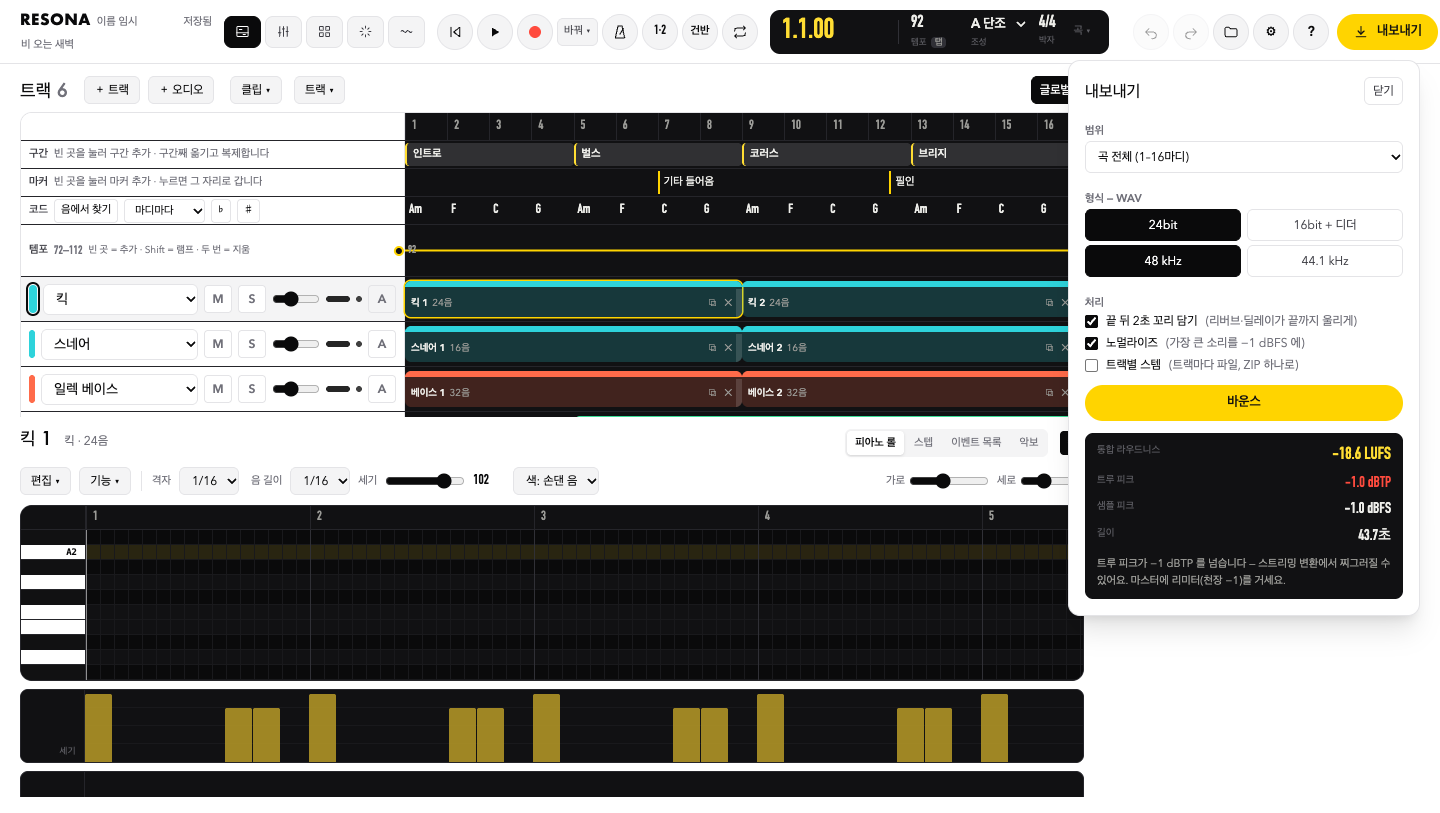 RESONA 이름 임시 저장됨
비 오는 새벽
바꿔 ▾
1·2
건반
1.1.00
92
템포 탭
A 단조
조성
4/4
박자
곡 ▾
?
내보내기
트랙 6
+ 트랙
+ 오디오
클립 ▾
트랙 ▾
글로벌
1 2 3 4 5 6 7 8 9 10 11 12 13 14 15 16
구간 빈 곳을 눌러 구간 추가 · 구간째 옮기고 복제합니다
인트로 벌스 코러스 브리지
마커 빈 곳을 눌러 마커 추가 · 누르면 그 자리로 갑니다
기타 들어옴 필인
코드 음에서 찾기 마디마다 ♭ #
Am F C G Am F C G Am F C G Am F C G
템포 72–112 빈 곳 = 추가 · Shift = 램프 · 두 번 = 지움
92
킥 M S A
킥 1 24음
킥 2 24음
스네어 M S A
스네어 1 16음
스네어 2 16음
일렉 베이스 M S A
베이스 1 32음
베이스 2 32음
킥 1 킥 · 24음
피아노 롤 스텝 이벤트 목록 악보
편집 ▾ 기능 ▾ 격자 1/16 음 길이 1/16 세기 102 색: 손댄 음 가로 세로
1 2 3 4 5
A2
세기
내보내기 닫기
범위
곡 전체 (1–16마디)
형식 – WAV
24bit 16bit + 디더
48 kHz 44.1 kHz
처리
끝 뒤 2초 꼬리 담기 (리버브·딜레이가 끝까지 울리게)
노멀라이즈 (가장 큰 소리를 −1 dBFS 에)
트랙별 스템 (트랙마다 파일, ZIP 하나로)
바운스
통합 라우드니스 -18.6 LUFS
트루 피크 -1.0 dBTP
샘플 피크 -1.0 dBFS
길이 43.7초
트루 피크가 −1 dBTP 를 넘습니다 – 스트리밍 변환에서 찌그러질 수
있어요. 마스터에 리미터(천장 −1)를 거세요.